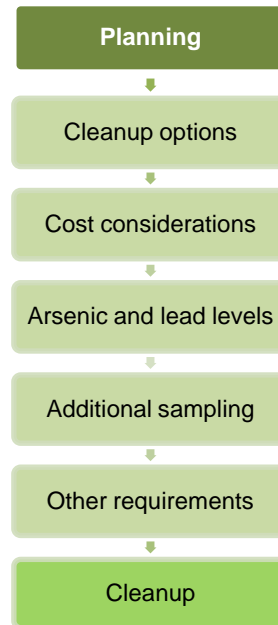 Planning
Cleanup options
Cost considerations
Arsenic and lead levels
Additional sampling
Other requirements
Cleanup